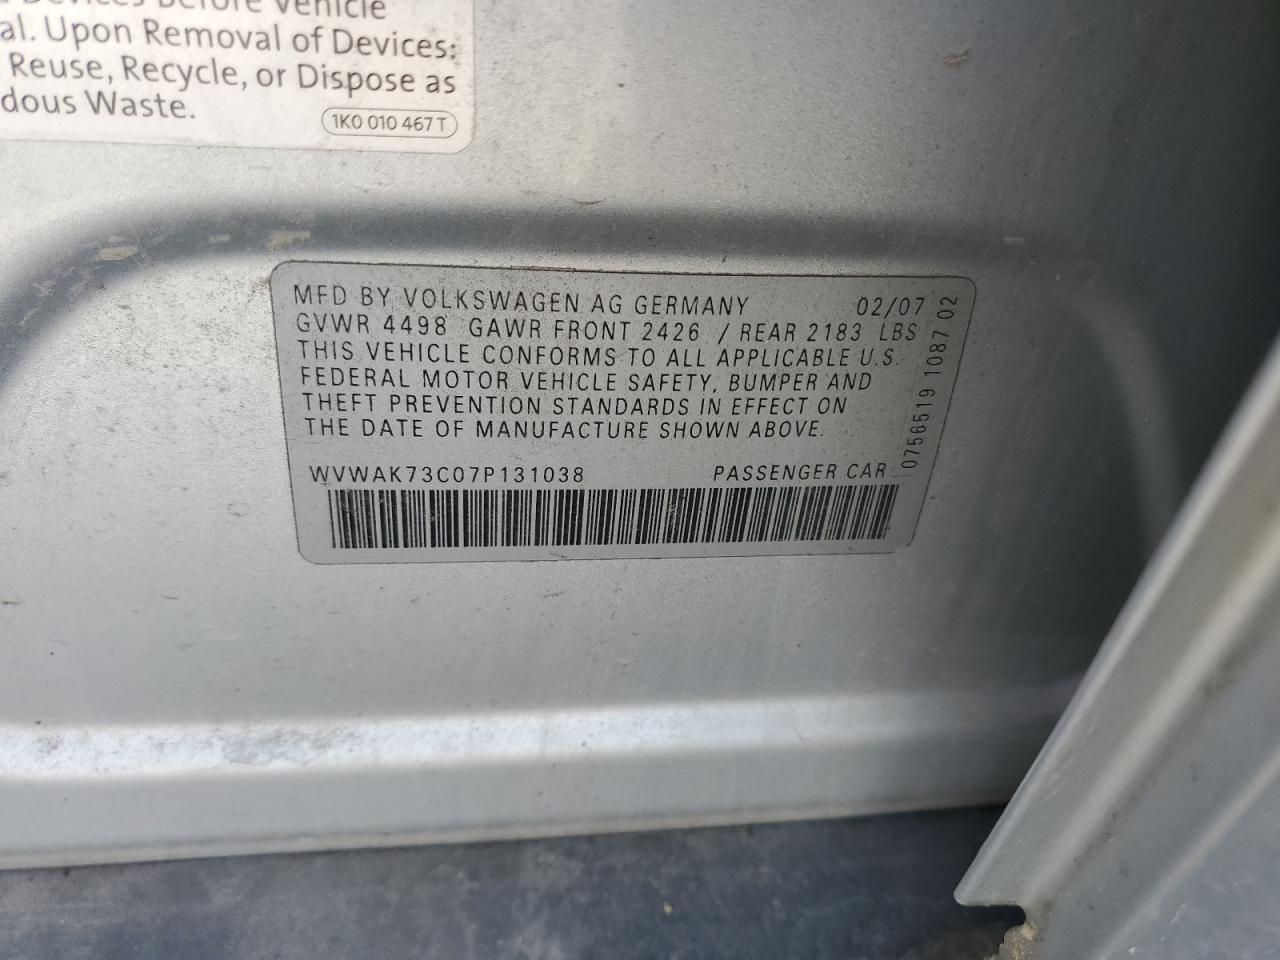 Devices Before Vehicle
al. Upon Removal of Devices:
Reuse, Recycle, or Dispose as
dous Waste.
1K0 010 467 T
MFD BY VOLKSWAGEN AG GERMANY 02/07
GVWR 4498 GAWR FRONT 2426 / REAR 2183 LBS
THIS VEHICLE CONFORMS TO ALL APPLICABLE U.S.
FEDERAL MOTOR VEHICLE SAFETY, BUMPER AND
THEFT PREVENTION STANDARDS IN EFFECT ON
THE DATE OF MANUFACTURE SHOWN ABOVE.
WVWAK73C07P131038 PASSENGER CAR
0756519 1087 02